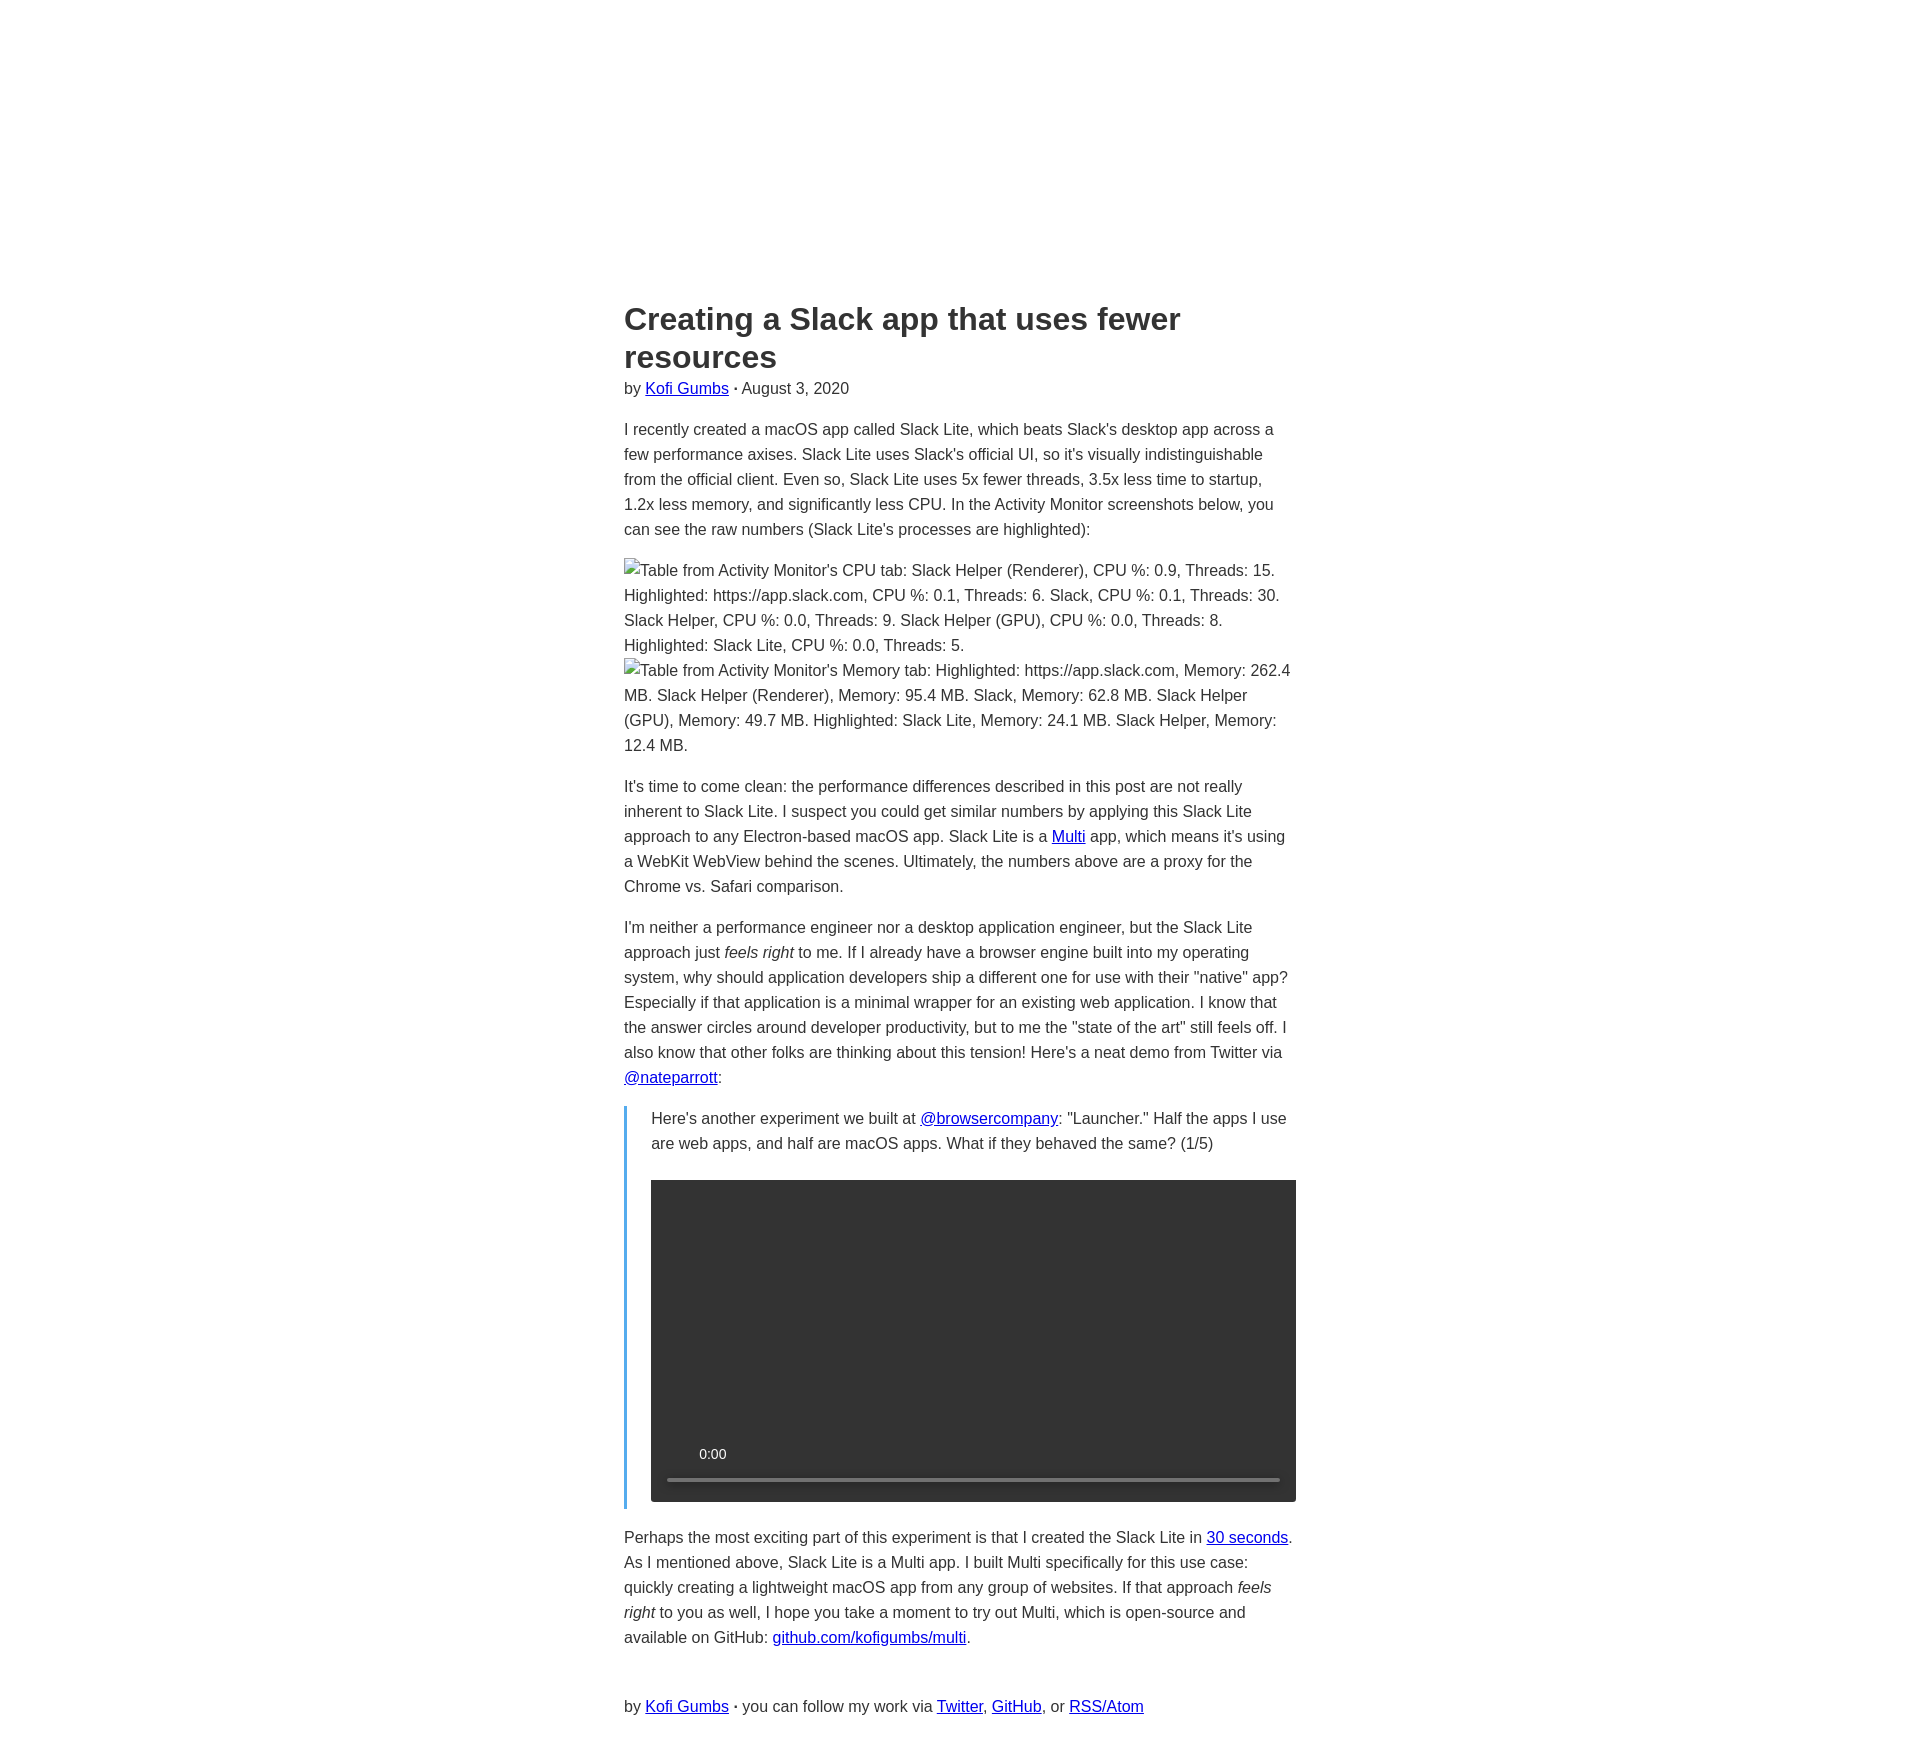 Creating a Slack app that uses fewer
resources
by Kofi Gumbs · August 3, 2020
I recently created a macOS app called Slack Lite, which beats Slack's desktop app across a
few performance axises. Slack Lite uses Slack's official UI, so it's visually indistinguishable
from the official client. Even so, Slack Lite uses 5x fewer threads, 3.5x less time to startup,
1.2x less memory, and significantly less CPU. In the Activity Monitor screenshots below, you
can see the raw numbers (Slack Lite's processes are highlighted):
Table from Activity Monitor's CPU tab: Slack Helper (Renderer), CPU %: 0.9, Threads: 15.
Highlighted: https://app.slack.com, CPU %: 0.1, Threads: 6. Slack, CPU %: 0.1, Threads: 30.
Slack Helper, CPU %: 0.0, Threads: 9. Slack Helper (GPU), CPU %: 0.0, Threads: 8.
Highlighted: Slack Lite, CPU %: 0.0, Threads: 5.
Table from Activity Monitor's Memory tab: Highlighted: https://app.slack.com, Memory: 262.4
MB. Slack Helper (Renderer), Memory: 95.4 MB. Slack, Memory: 62.8 MB. Slack Helper
(GPU), Memory: 49.7 MB. Highlighted: Slack Lite, Memory: 24.1 MB. Slack Helper, Memory:
12.4 MB.
It's time to come clean: the performance differences described in this post are not really
inherent to Slack Lite. I suspect you could get similar numbers by applying this Slack Lite
approach to any Electron-based macOS app. Slack Lite is a Multi app, which means it's using
a WebKit WebView behind the scenes. Ultimately, the numbers above are a proxy for the
Chrome vs. Safari comparison.
I'm neither a performance engineer nor a desktop application engineer, but the Slack Lite
approach just feels right to me. If I already have a browser engine built into my operating
system, why should application developers ship a different one for use with their "native" app?
Especially if that application is a minimal wrapper for an existing web application. I know that
the answer circles around developer productivity, but to me the "state of the art" still feels off. I
also know that other folks are thinking about this tension! Here's a neat demo from Twitter via
@nateparrott:
Here's another experiment we built at @browsercompany: "Launcher." Half the apps I use
are web apps, and half are macOS apps. What if they behaved the same? (1/5)
0:00
Perhaps the most exciting part of this experiment is that I created the Slack Lite in 30 seconds.
As I mentioned above, Slack Lite is a Multi app. I built Multi specifically for this use case:
quickly creating a lightweight macOS app from any group of websites. If that approach feels
right to you as well, I hope you take a moment to try out Multi, which is open-source and
available on GitHub: github.com/kofigumbs/multi.
by Kofi Gumbs · you can follow my work via Twitter, GitHub, or RSS/Atom